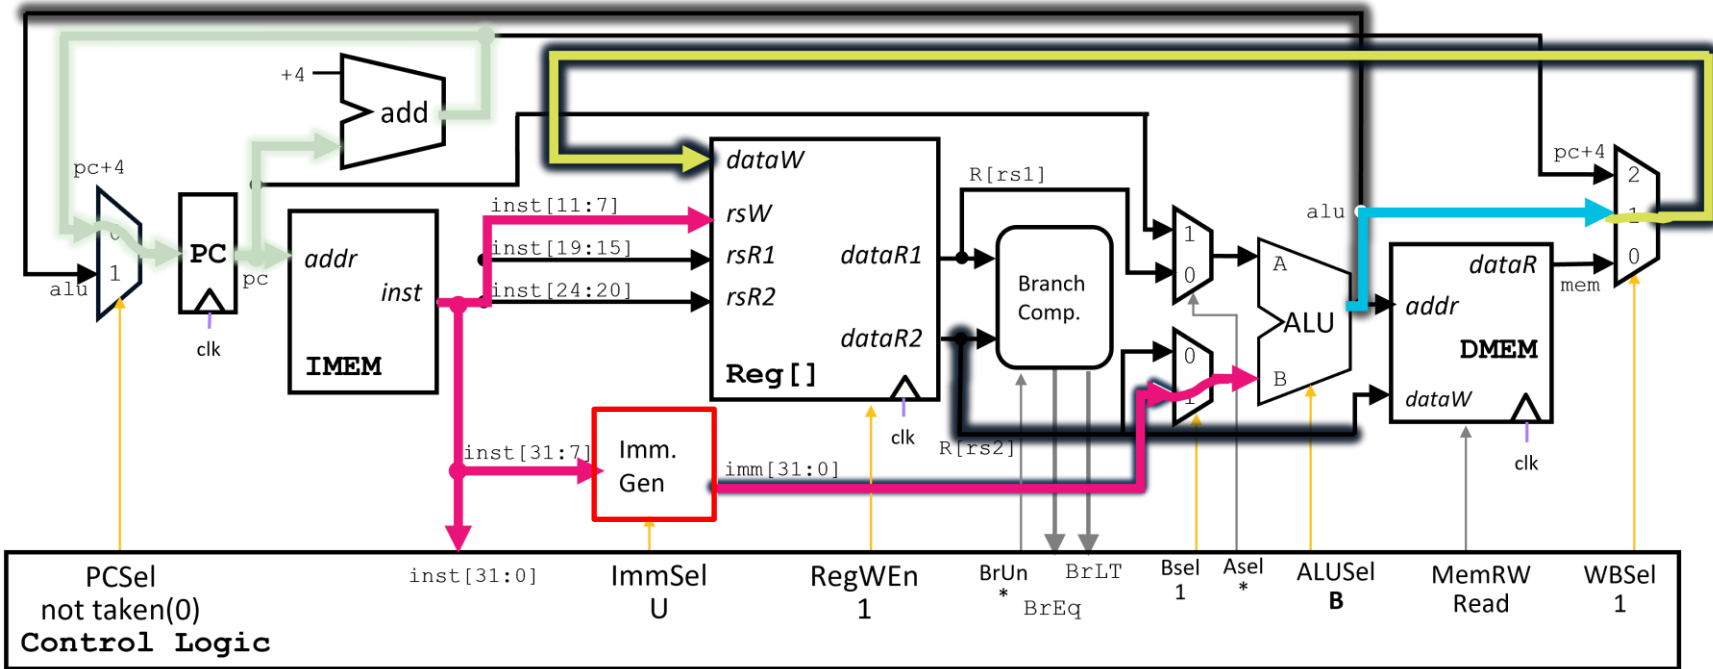 +4
add
pc+4
0
1
alu
PC
pc
clk
addr
inst
IMEM
inst[11:7]
inst[19:15]
inst[24:20]
dataW
rsW
rsR1
rsR2
dataR1
dataR2
Reg[]
clk
R[rs1]
R[rs2]
Branch
Comp.
1
0
0
1
A
B
ALU
alu
addr
dataR
DMEM
dataW
clk
pc+4
2
1
0
mem
inst[31:7]
Imm.
Gen
imm[31:0]
PCSel
not taken(0)
Control Logic
inst[31:0]
ImmSel
U
RegWEn
1
BrUn
*
BrEq
BrLT
Bsel
1
Asel
*
ALUSel
B
MemRW
Read
WBSel
1